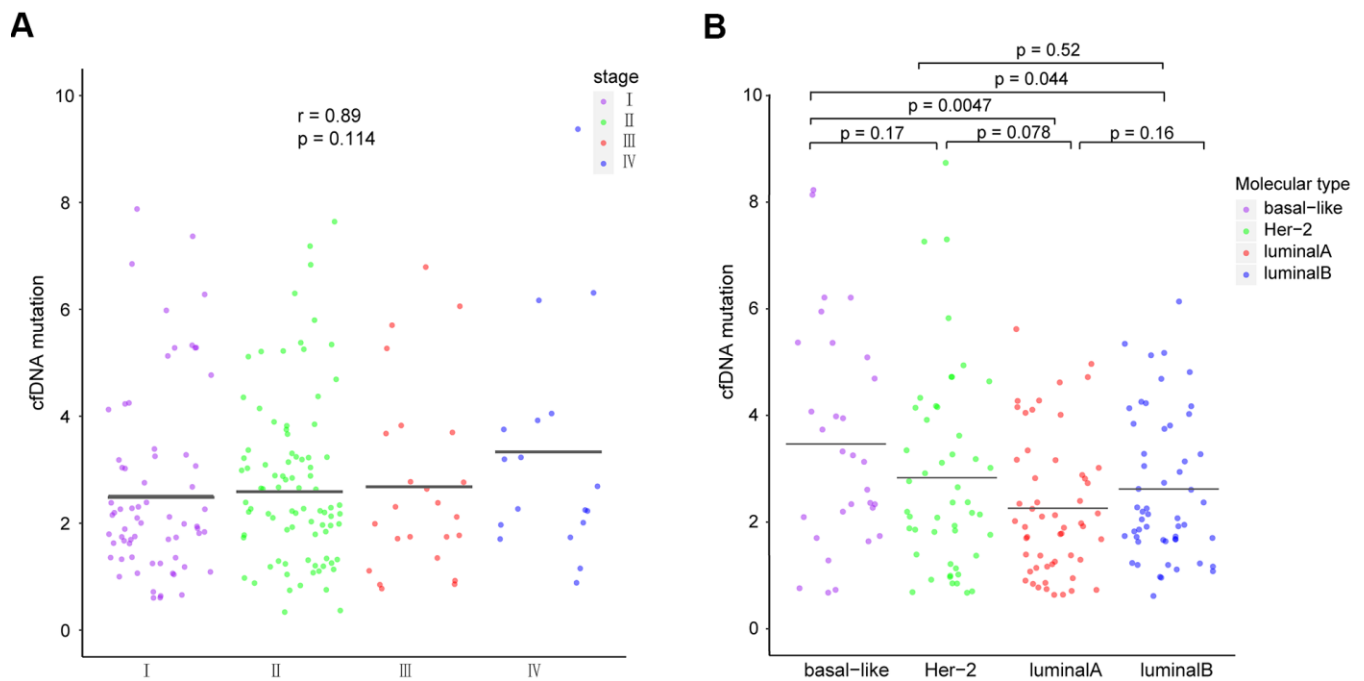 A
stage
Ⅰ
Ⅱ
Ⅲ
Ⅳ
r = 0.89
p = 0.114
cfDNA mutation
10
8
6
4
2
0
Ⅰ
Ⅱ
Ⅲ
Ⅳ
B
p = 0.52
p = 0.044
p = 0.0047
p = 0.17
p = 0.078
p = 0.16
Molecular type
basal-like
Her-2
luminalA
luminalB
cfDNA mutation
10
8
6
4
2
0
basal-like
Her-2
luminalA
luminalB